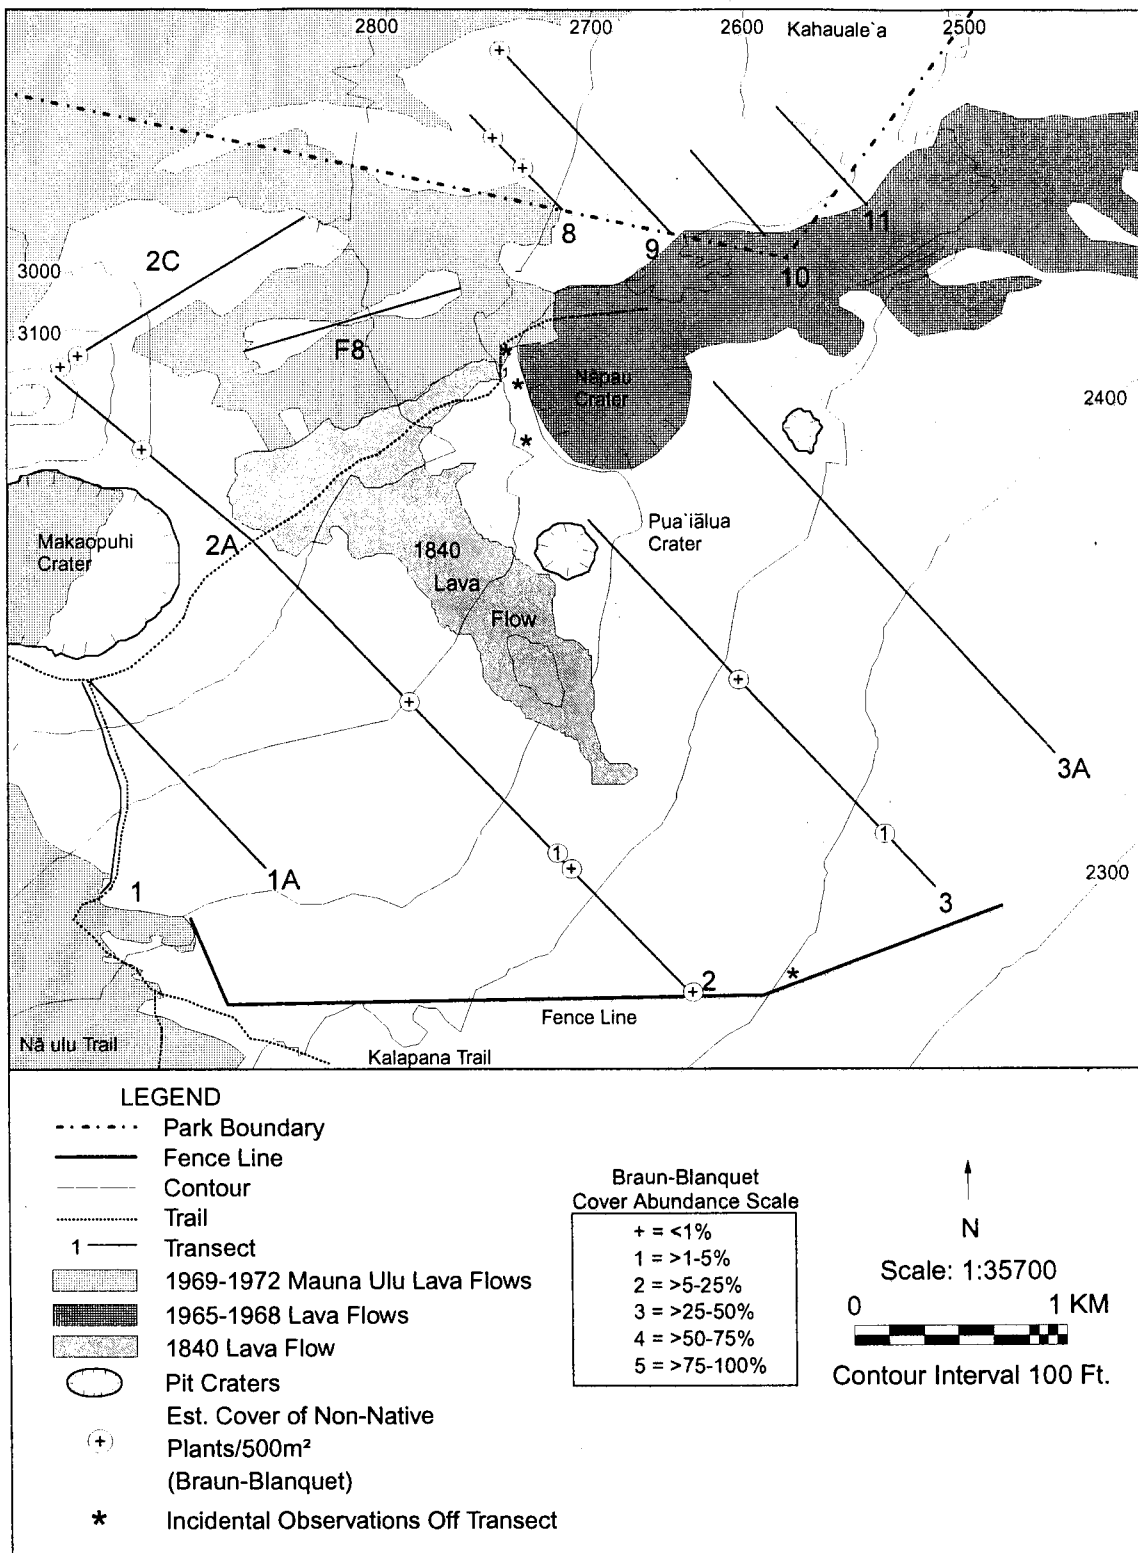 2800
2700
2600
Kahauale`a
2500
+
+
+
8
9
10
11
2C
3000
3100
F8
+
+
Nāpau
Crater
2400
+
2A
Makaopuhi
Crater
Pua`iālua
Crater
1840
Lava
Flow
+
+
3A
1
1
+
1A
1
2300
3
+
2
Fence Line
Kalapana Trail
LEGEND
Park Boundary
Fence Line
Contour
Trail
1
Transect
1969-1972 Mauna Ulu Lava Flows
1965-1968 Lava Flows
1840 Lava Flow
Pit Craters
Est. Cover of Non-Native
+
Plants/500m²
(Braun-Blanquet)
* Incidental Observations Off Transect
Braun-Blanquet
Cover Abundance Scale
+ = <1%
1 = >1-5%
2 = >5-25%
3 = >25-50%
4 = >50-75%
5 = >75-100%
N
Scale: 1:35700
0 1 KM
Contour Interval 100 Ft.